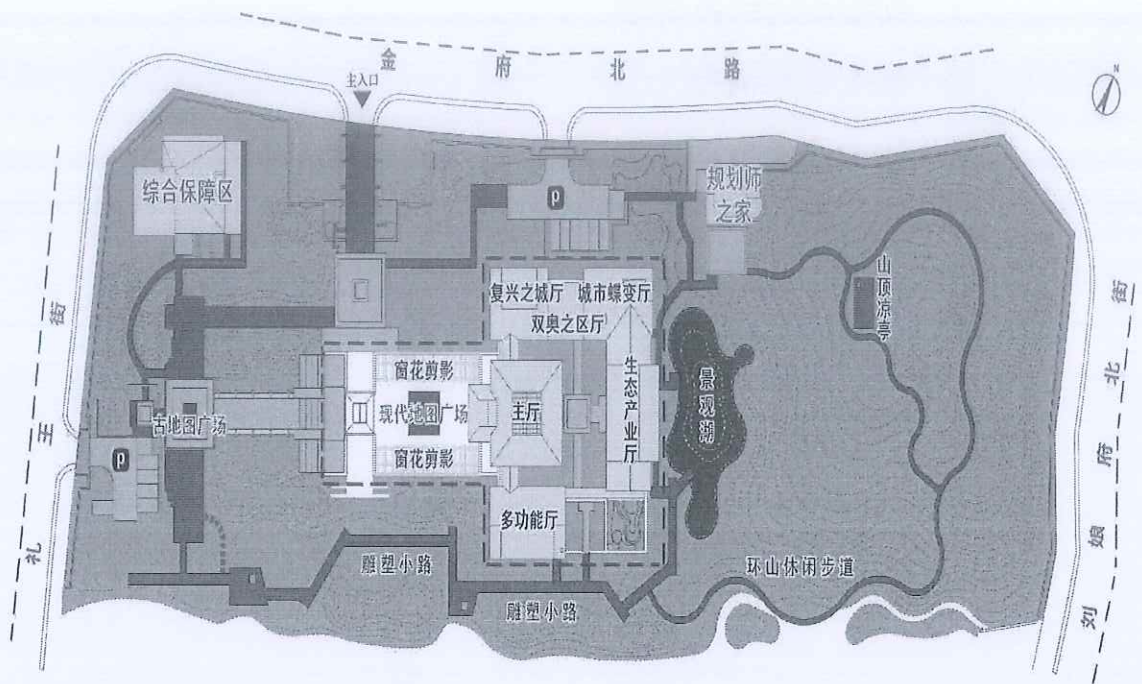 金府北路
主入口
N
综合保障区
P
规划师
之家
山顶凉亭
复兴之城厅
城市蝶变厅
双奥之区厅
窗花剪影
现代地图广场
窗花剪影
主厅
生态产业厅
景观湖
古地图广场
P
多功能厅
雕塑小路
雕塑小路
环山休闲步道
礼王街
刘娘府北街